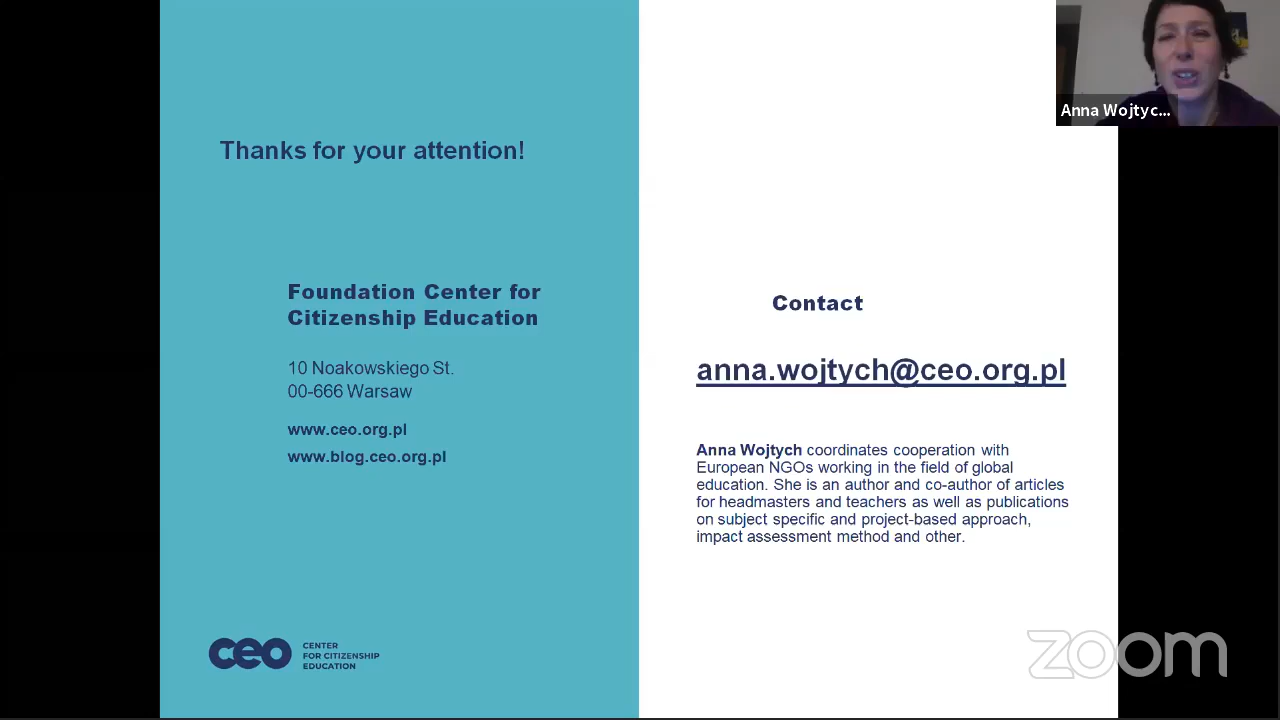 Thanks for your attention!
Foundation Center for
Citizenship Education
10 Noakowskiego St.
00-666 Warsaw
www.ceo.org.pl
www.blog.ceo.org.pl
ceo
CENTER
FOR CITIZENSHIP
EDUCATION
Contact
anna.wojtych@ceo.org.pl
Anna Wojtych coordinates cooperation with
European NGOs working in the field of global
education. She is an author and co-author of articles
for headmasters and teachers as well as publications
on subject specific and project-based approach,
impact assessment method and other.
Anna Wojtyc...
zoom